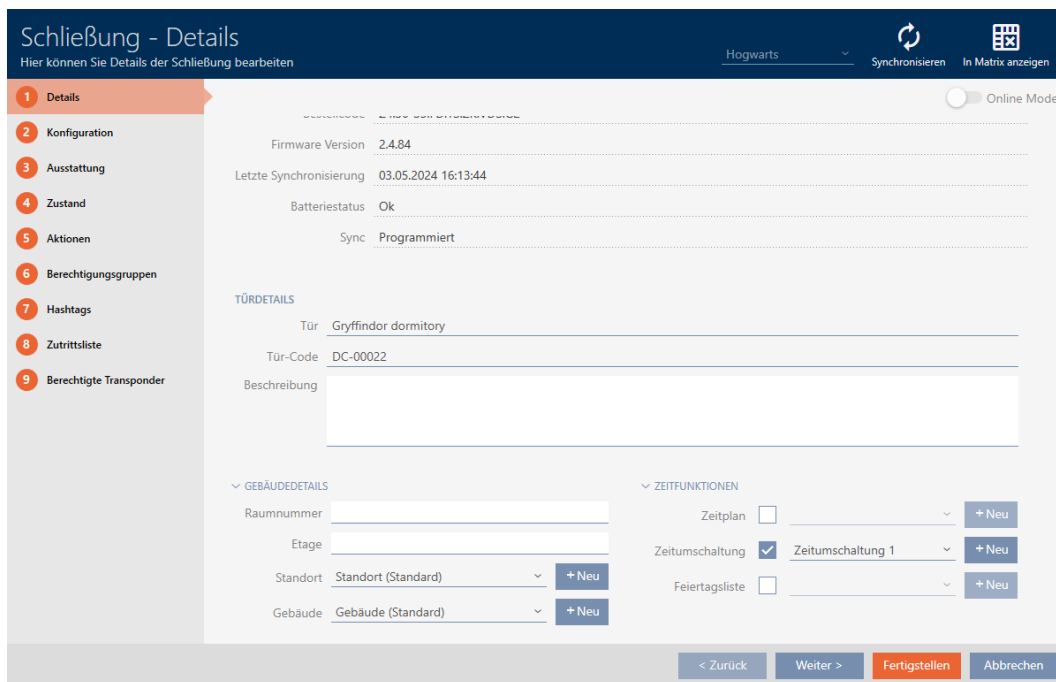 Schließung - Details
Hier können Sie Details der Schließung bearbeiten
Hogwarts
Synchronisieren
In Matrix anzeigen
1 Details
2 Konfiguration
3 Ausstattung
4 Zustand
5 Aktionen
6 Berechtigungsgruppen
7 Hashtags
8 Zutrittsliste
9 Berechtigte Transponder
Online Mode
Firmware Version 2.4.84
Letzte Synchronisierung 03.05.2024 16:13:44
Batteriestatus Ok
Sync Programmiert
TÜRDETAILS
Tür Gryffindor dormitory
Tür-Code DC-00022
Beschreibung
GEBÄUDEDETAILS
Raumnummer
Etage
Standort Standort (Standard) +Neu
Gebäude Gebäude (Standard) +Neu
ZEITFUNKTIONEN
Zeitplan +Neu
Zeitumschaltung Zeitumschaltung 1 +Neu
Feiertagsliste +Neu
< Zurück Weiter > Fertigstellen Abbrechen